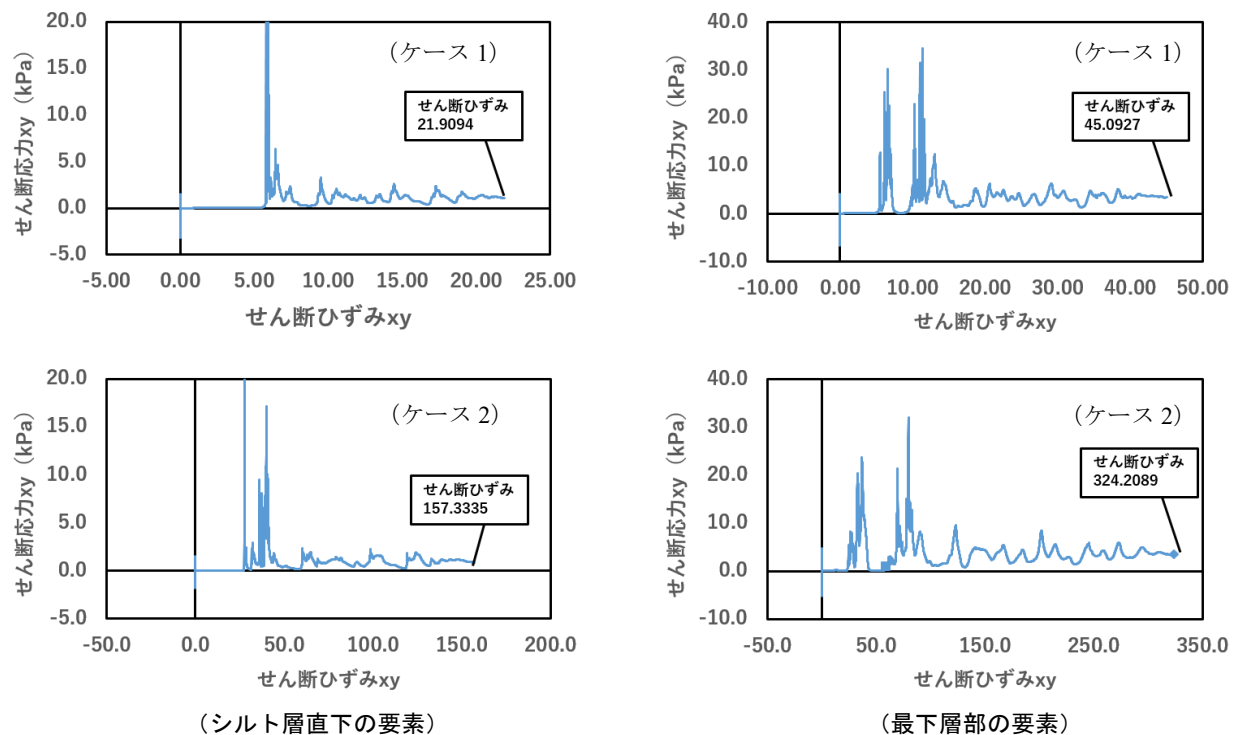 20.0
15.0
10.0
5.0
0.0
-5.0
せん断応力xy（kPa）
（ケース 1）
せん断ひずみ
21.9094
-5.00 0.00 5.00 10.00 15.00 20.00 25.00
せん断ひずみxy
40.0
30.0
20.0
10.0
0.0
-10.0
せん断応力xy（kPa）
（ケース 1）
せん断ひずみ
45.0927
-10.00 0.00 10.00 20.00 30.00 40.00 50.00
せん断ひずみxy
20.0
15.0
10.0
5.0
0.0
-5.0
せん断応力xy（kPa）
（ケース 2）
せん断ひずみ
157.3335
-50.0 0.0 50.0 100.0 150.0 200.0
せん断ひずみxy
（シルト層直下の要素）
40.0
30.0
20.0
10.0
0.0
-10.0
せん断応力xy（kPa）
（ケース 2）
せん断ひずみ
324.2089
-50.0 50.0 150.0 250.0 350.0
せん断ひずみxy
（最下層部の要素）